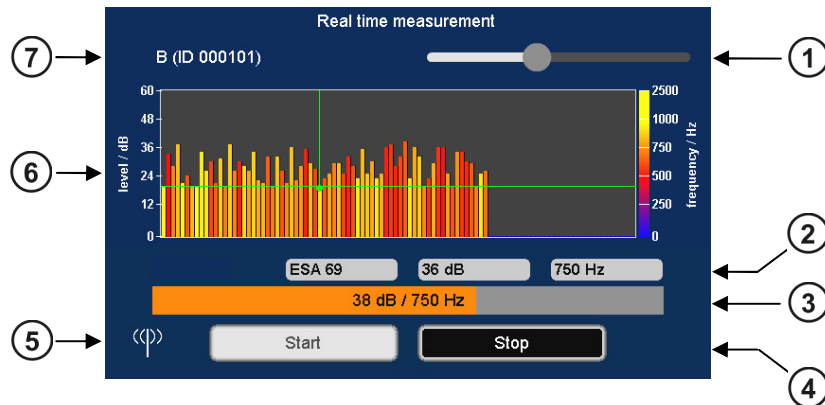 Real time measurement
7
B (ID 000101)
1
60
48
36
24
12
0
level / dB
6
2500
1000
750
500
250
0
frequency / Hz
2
ESA 69
36 dB
750 Hz
38 dB / 750 Hz
3
5
Start
Stop
4